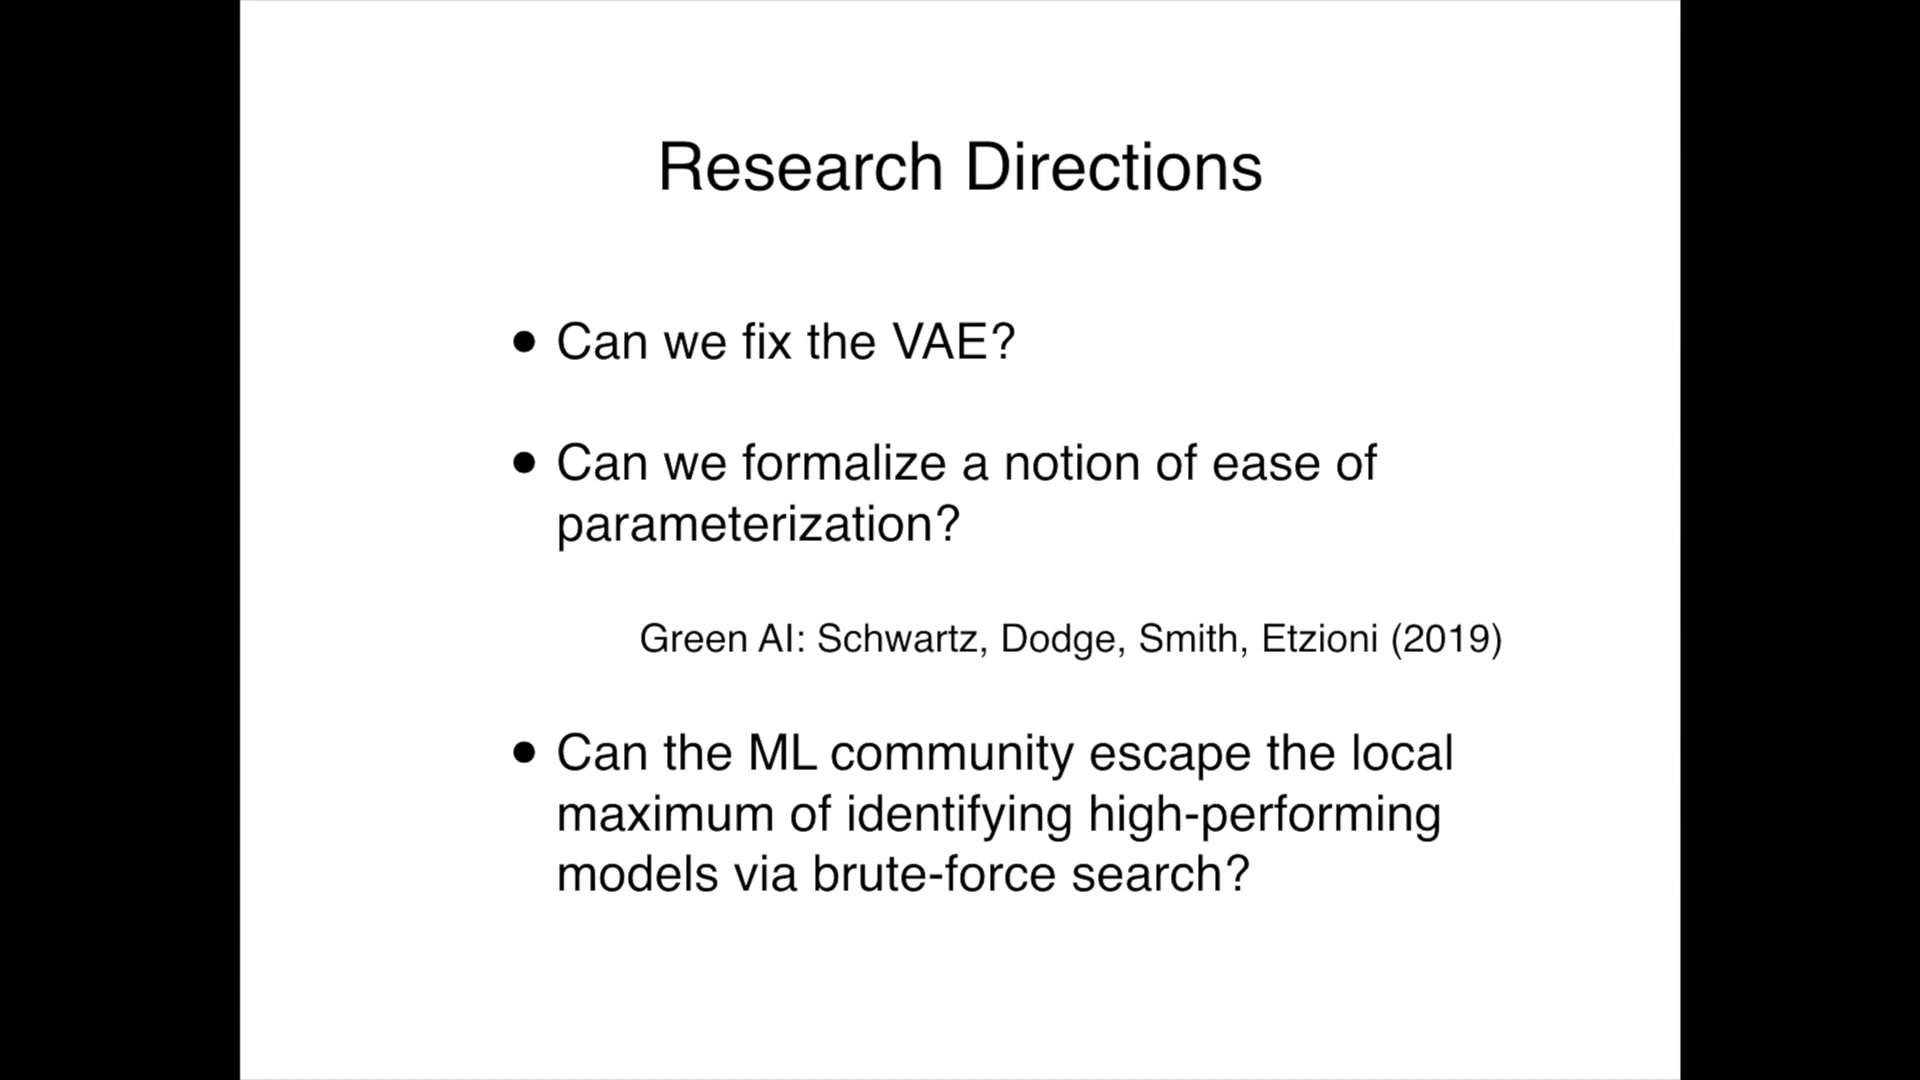 Research Directions
• Can we fix the VAE?
• Can we formalize a notion of ease of
parameterization?
Green AI: Schwartz, Dodge, Smith, Etzioni (2019)
• Can the ML community escape the local
maximum of identifying high-performing
models via brute-force search?